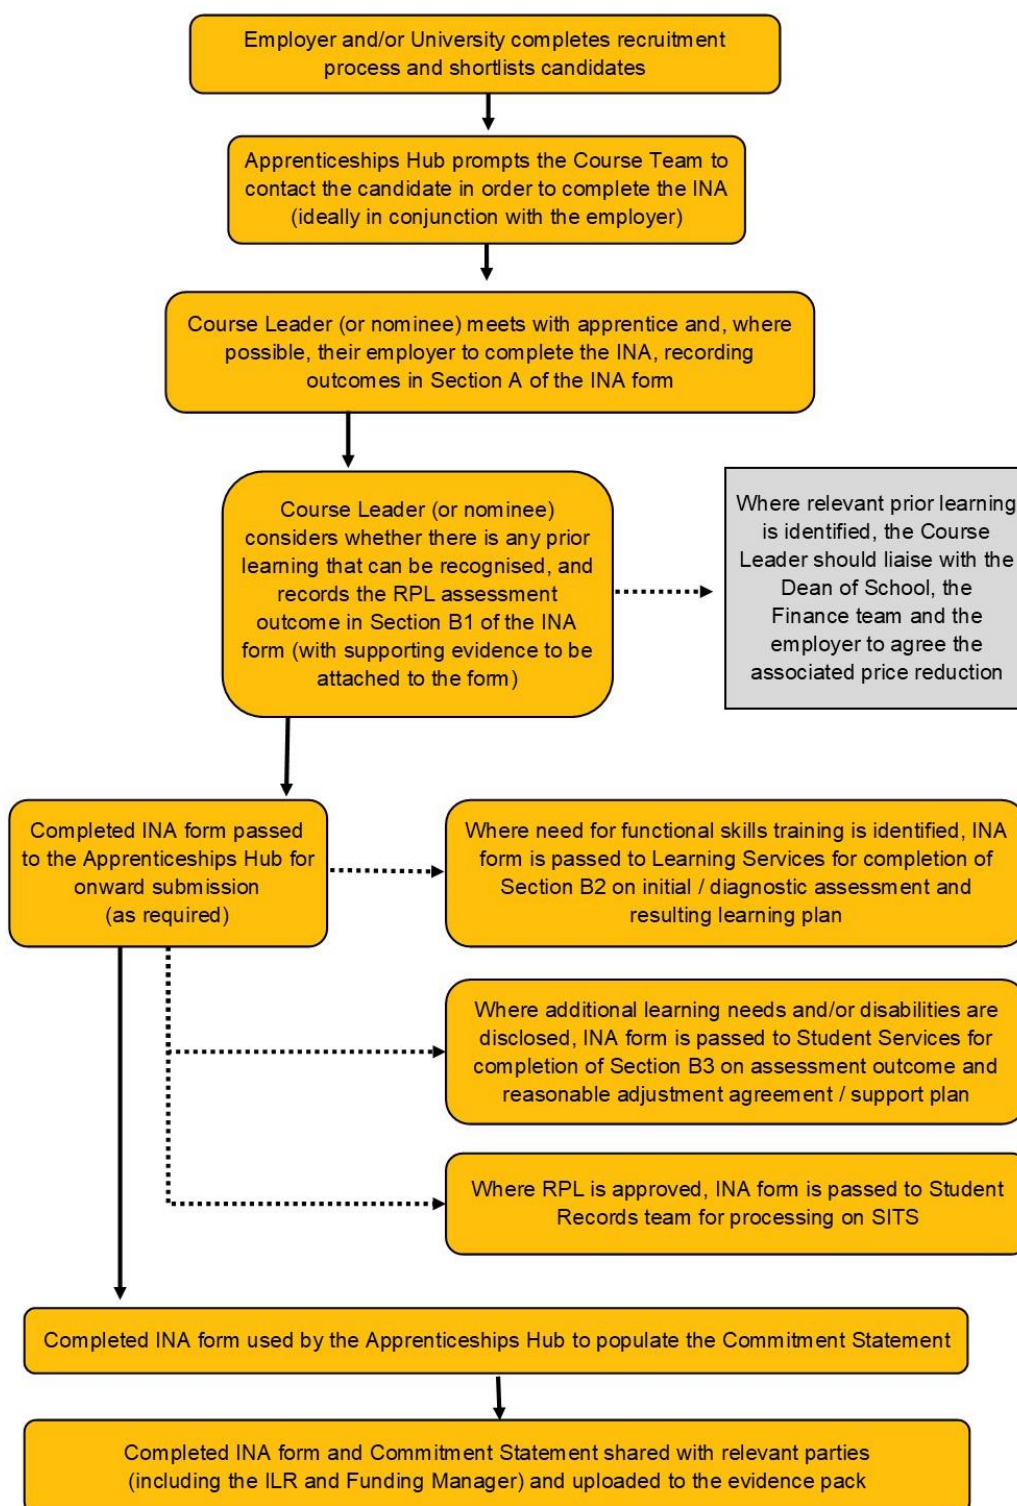 Employer and/or University completes recruitment
process and shortlists candidates
Apprenticeships Hub prompts the Course Team to
contact the candidate in order to complete the INA
(ideally in conjunction with the employer)
Course Leader (or nominee) meets with apprentice and, where
possible, their employer to complete the INA, recording
outcomes in Section A of the INA form
Course Leader (or nominee)
considers whether there is any prior
learning that can be recognised, and
records the RPL assessment
outcome in Section B1 of the INA
form (with supporting evidence to be
attached to the form)
Where relevant prior learning
is identified, the Course
Leader should liaise with the
Dean of School, the
Finance team and the
employer to agree the
associated price reduction
Completed INA form passed
to the Apprenticeships Hub for
onward submission
(as required)
Where need for functional skills training is identified, INA
form is passed to Learning Services for completion of
Section B2 on initial / diagnostic assessment and
resulting learning plan
Where additional learning needs and/or disabilities are
disclosed, INA form is passed to Student Services for
completion of Section B3 on assessment outcome and
reasonable adjustment agreement / support plan
Where RPL is approved, INA form is passed to Student
Records team for processing on SITS
Completed INA form used by the Apprenticeships Hub to populate the Commitment Statement
Completed INA form and Commitment Statement shared with relevant parties
(including the ILR and Funding Manager) and uploaded to the evidence pack